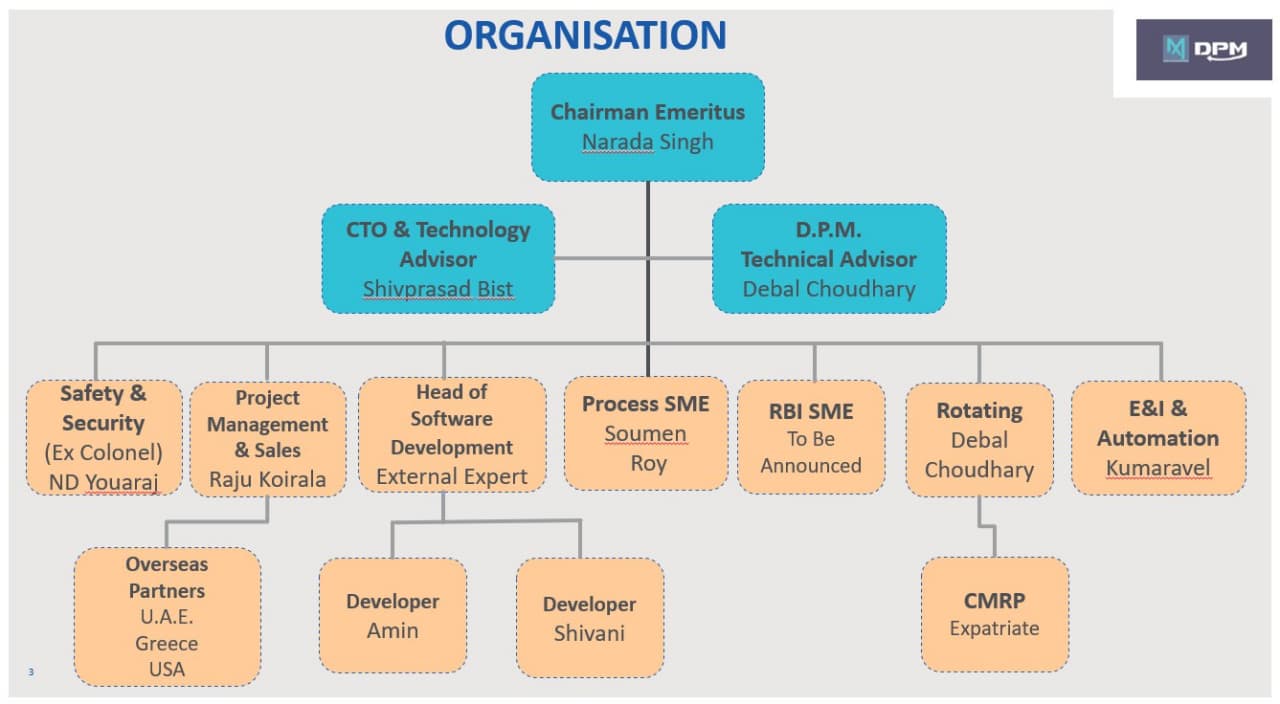 ORGANISATION
DPM
Chairman Emeritus
Narada Singh
CTO & Technology
Advisor
Shivprasad Bist
D.P.M.
Technical Advisor
Debal Choudhary
Safety &
Security
(Ex Colonel)
ND Youaraj
Project
Management
& Sales
Raju Koirala
Head of
Software
Development
External Expert
Process SME
Soumen
Roy
RBI SME
To Be
Announced
Rotating
Debal
Choudhary
E&I &
Automation
Kumaravel
Overseas
Partners
U.A.E.
Greece
USA
Developer
Amin
Developer
Shivani
CMRP
Expatriate
3